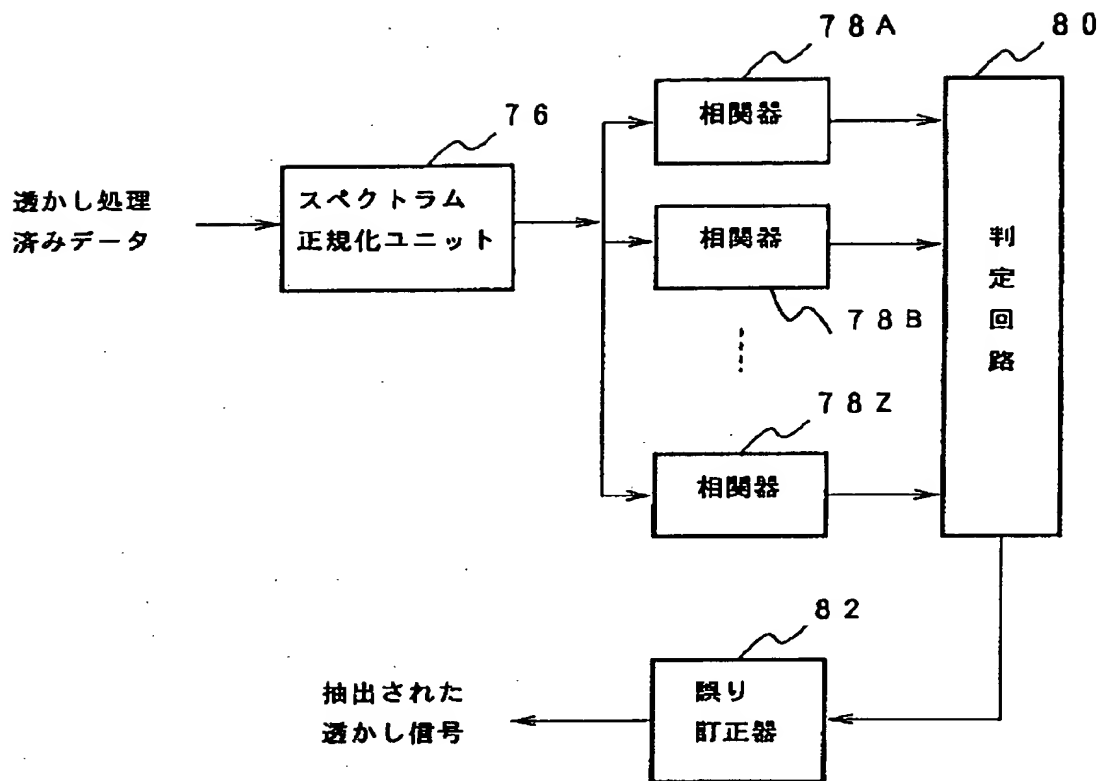 78A
80
相関器
76
透かし処理
済みデータ
スペクトラム
正規化ユニット
相関器
判定回路
78B
78Z
相関器
82
抽出された
透かし信号
誤り
訂正器